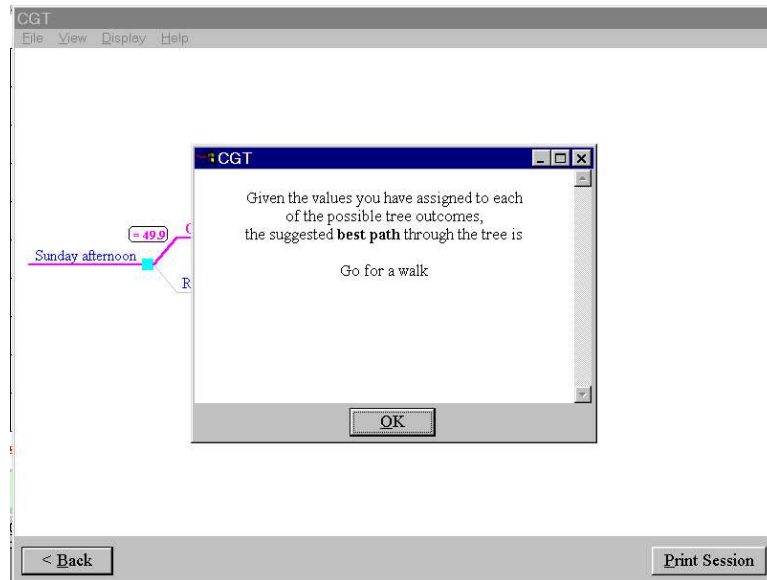 CGT
File View Display Help
CGT
Given the values you have assigned to each
of the possible tree outcomes,
the suggested best path through the tree is
Go for a walk
= 49.9
Sunday afternoon
R
OK
< Back
Print Session